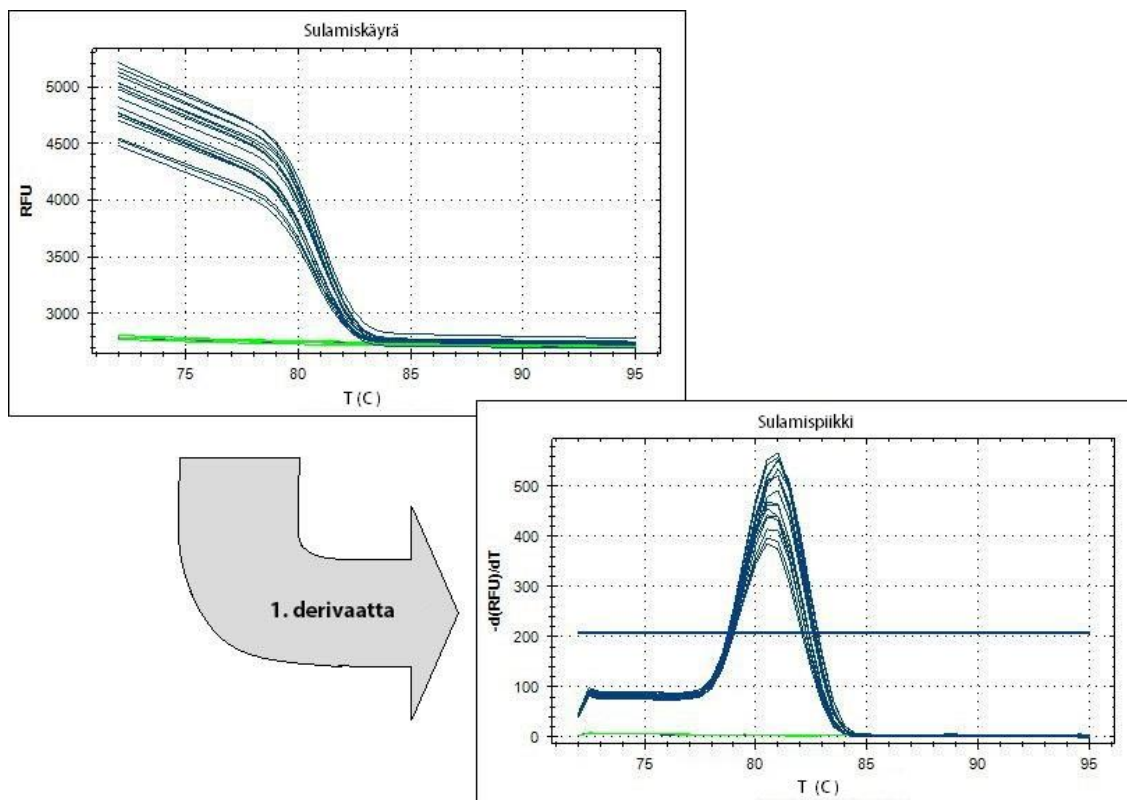 Sulamiskäyrä
5000
4500
4000
3500
3000
RFU
75 80 85 90 95
T (C )
1. derivaatta
Sulamispiikki
500
400
300
200
100
0
-d(RFU)/dT
75 80 85 90 95
T (C)